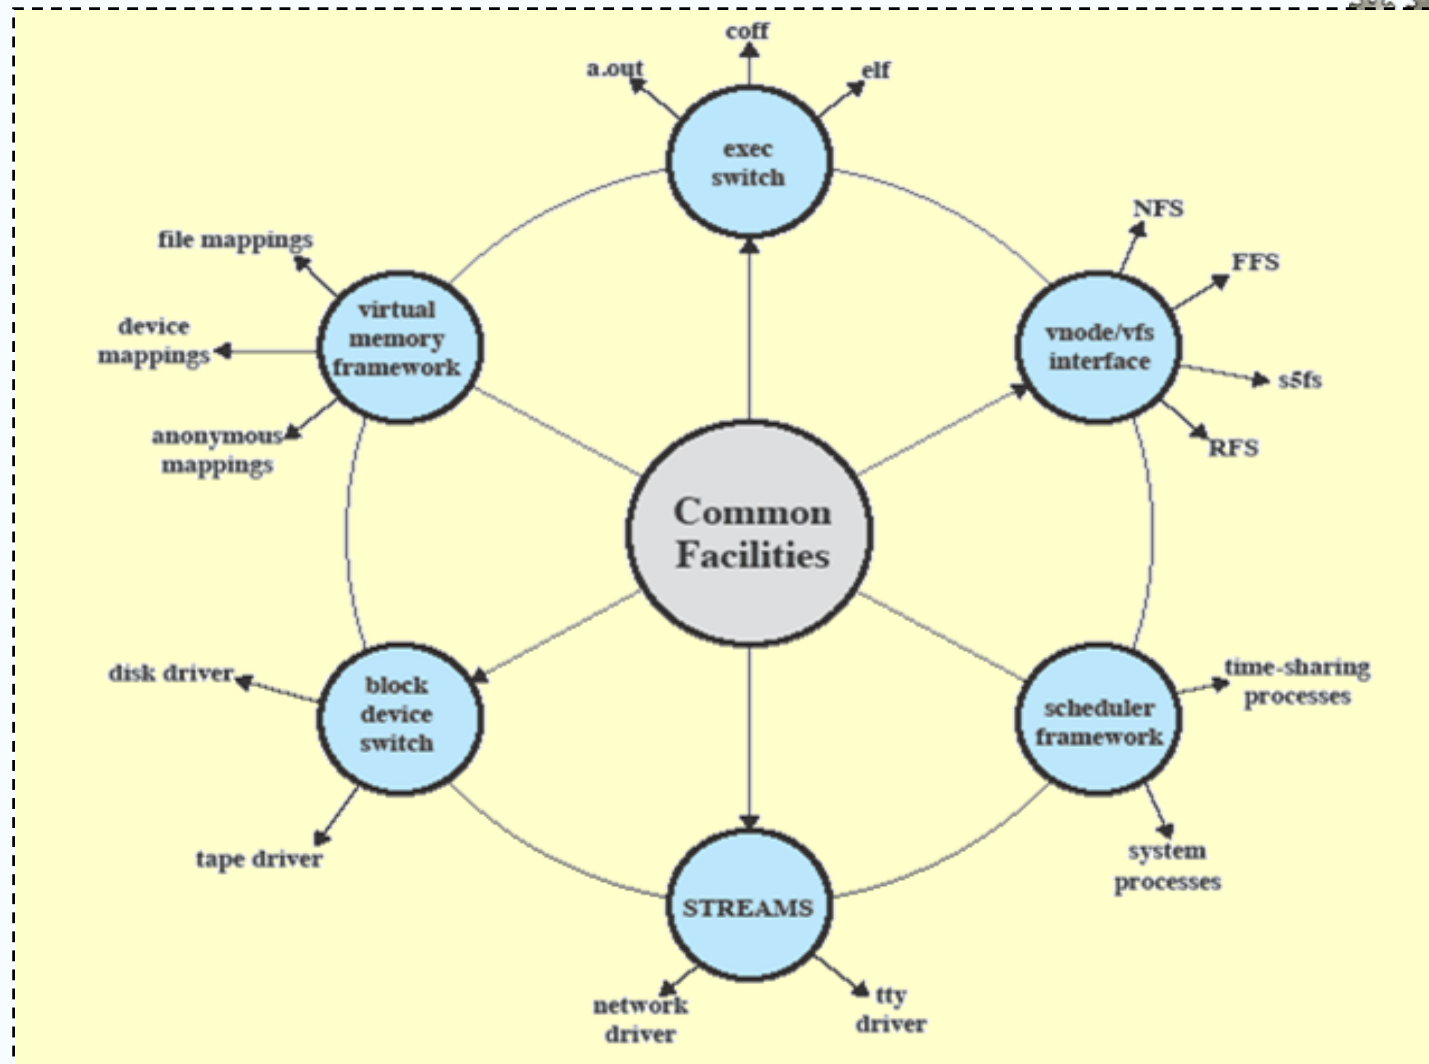 coff
a.out
elf
exec
switch
NFS
file mappings
FFS
virtual
memory
framework
device
mappings
vnode/vfs
interface
s5fs
anonymous
mappings
RFS
Common
Facilities
disk driver
block
device
switch
time-sharing
processes
scheduler
framework
tape driver
system
processes
STREAMS
network
driver
tty
driver